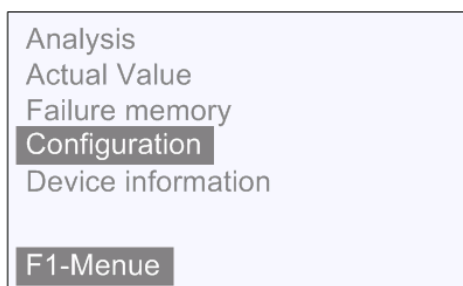 Analysis
Actual Value
Failure memory
Configuration
Device information
F1-Menue